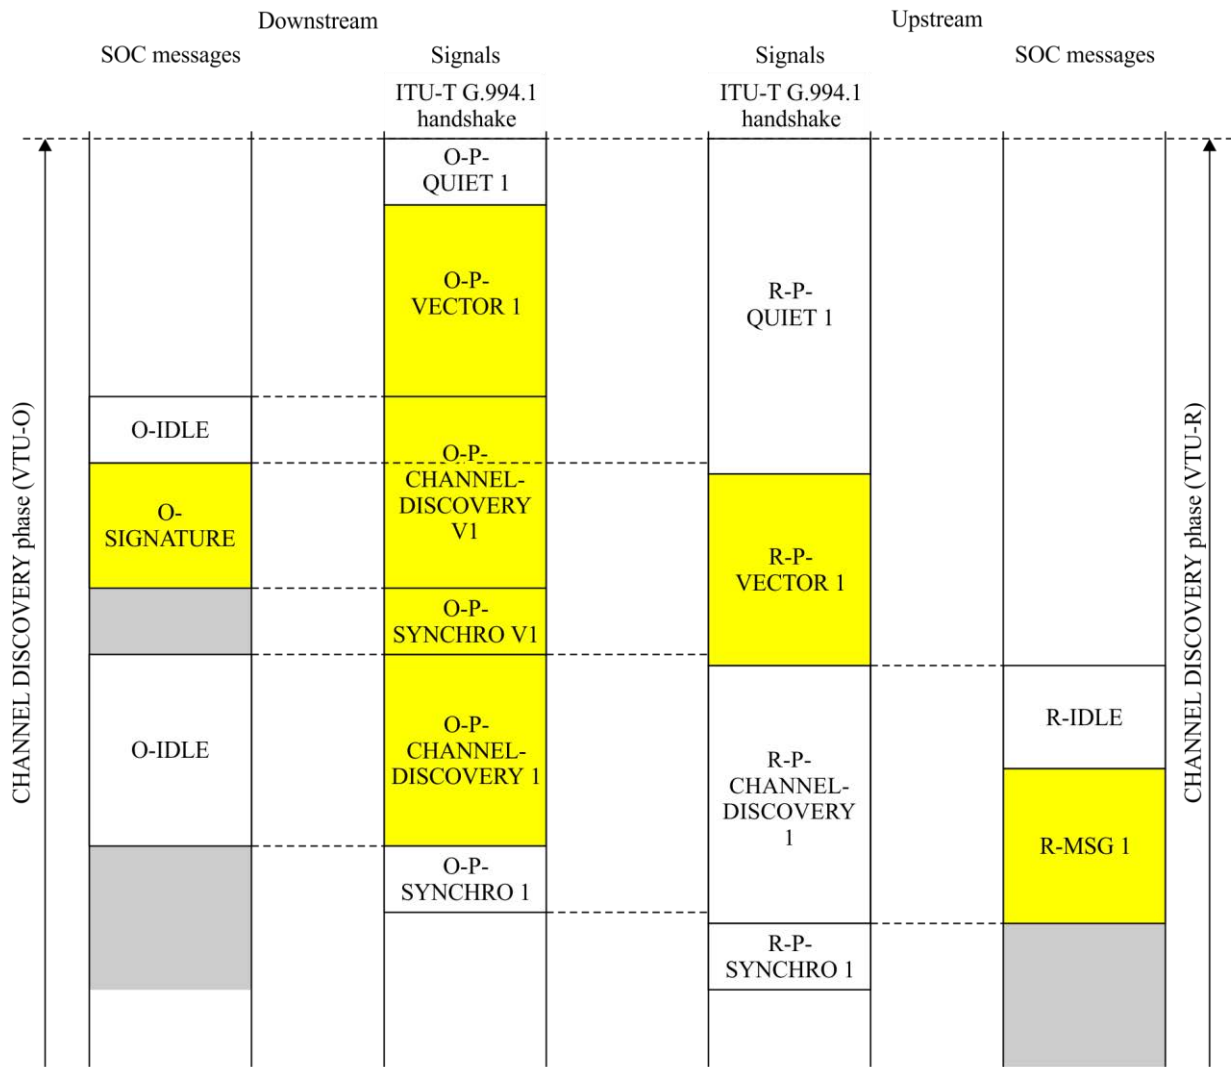 Downstream
Upstream
SOC messages
Signals
Signals
SOC messages
ITU-T G.994.1
handshake
ITU-T G.994.1
handshake
O-P-
QUIET 1
O-P-
VECTOR 1
R-P-
QUIET 1
O-IDLE
O-P-
CHANNEL-
DISCOVERY
V1
O-
SIGNATURE
R-P-
VECTOR 1
O-P-
SYNCHRO V1
O-IDLE
O-P-
CHANNEL-
DISCOVERY 1
R-IDLE
R-P-
CHANNEL-
DISCOVERY
1
R-MSG 1
O-P-
SYNCHRO 1
R-P-
SYNCHRO 1
CHANNEL DISCOVERY phase (VTU-O)
CHANNEL DISCOVERY phase (VTU-R)